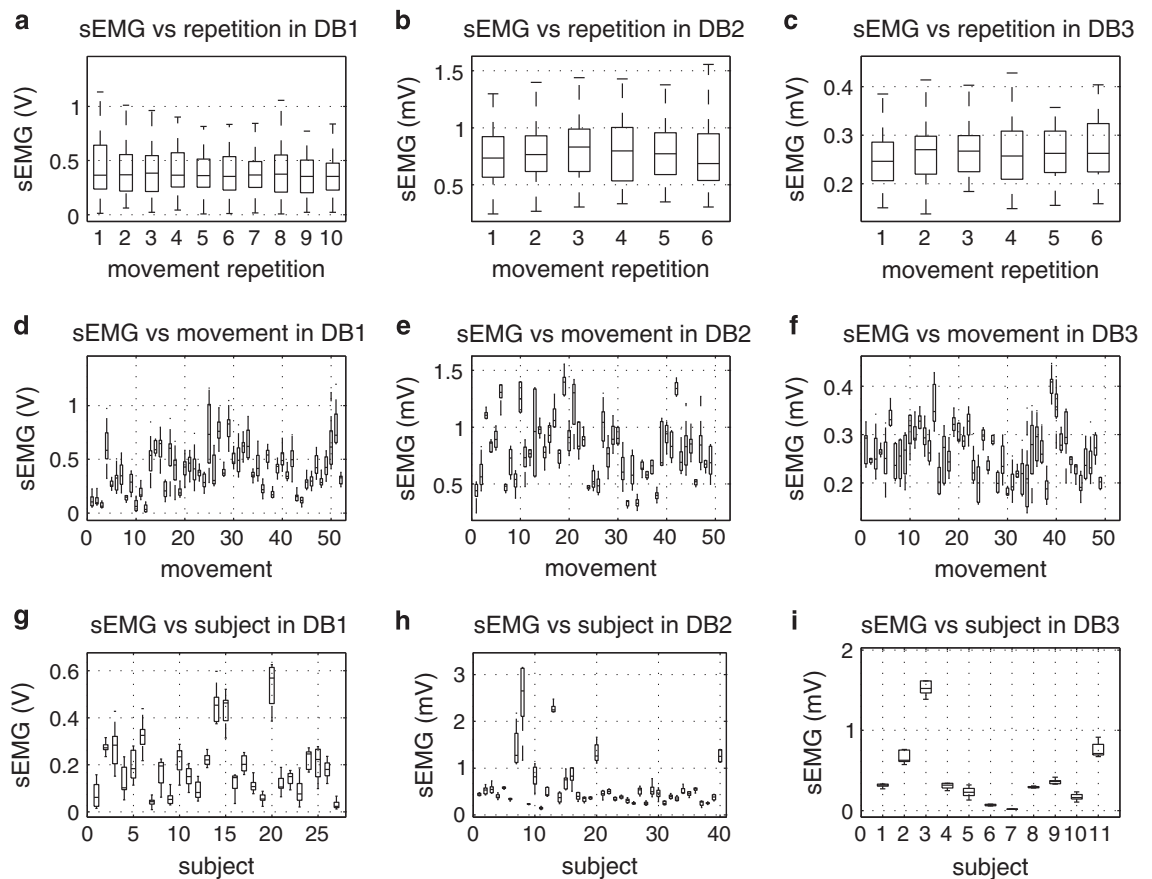 a
sEMG vs repetition in DB1
sEMG (V)
1
0.5
0
1 2 3 4 5 6 7 8 9 10
movement repetition
b
sEMG vs repetition in DB2
sEMG (mV)
1.5
1
0.5
1 2 3 4 5 6
movement repetition
c
sEMG vs repetition in DB3
sEMG (mV)
0.4
0.3
0.2
1 2 3 4 5 6
movement repetition
d
sEMG vs movement in DB1
sEMG (V)
1
0.5
0
0 10 20 30 40 50
movement
e
sEMG vs movement in DB2
sEMG (mV)
1.5
1
0.5
0 10 20 30 40 50
movement
f
sEMG vs movement in DB3
sEMG (mV)
0.4
0.3
0.2
0 10 20 30 40 50
movement
g
sEMG vs subject in DB1
sEMG (V)
0.6
0.4
0.2
0
0 5 10 15 20 25
subject
h
sEMG vs subject in DB2
sEMG (mV)
3
2
1
0
0 10 20 30 40
subject
i
sEMG vs subject in DB3
sEMG (mV)
2
1
0
0 1 2 3 4 5 6 7 8 9 10 11
subject